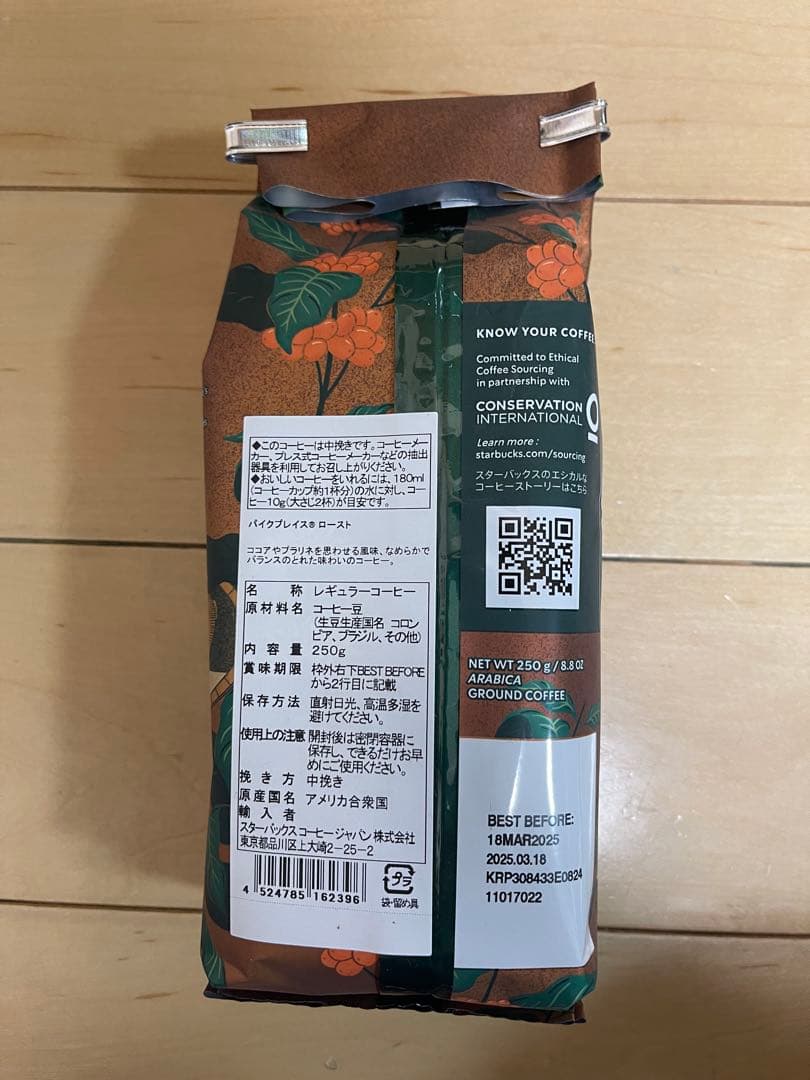 ◆このコーヒーは中挽きです。コーヒーメー
カー、プレス式コーヒーメーカーなどの抽出
器具を利用してお召し上がりください。
◆おいしいコーヒーをいれるには、180ml
(コーヒーカップ約1杯分)の水に対し、コーヒ
ー10g(大さじ2杯)が目安です。
パイクプレイス® ロースト
ココアやプラリネを思わせる風味、なめらかで
バランスのとれた味わいのコーヒー。
名称 レギュラーコーヒー
原材料名 コーヒー豆
(生豆生産国名 コロン
ビア、ブラジル、その他)
内容量 250g
賞味期限 枠外右下BEST BEFORE
から2行目に記載
保存方法 直射日光、高温多湿を
避けてください。
使用上の注意 開封後は密閉容器に
保存し、できるだけお早
めにご使用ください。
挽き方 中挽き
原産国名 アメリカ合衆国
輸入者
スターバックス コーヒー ジャパン 株式会社
東京都品川区上大崎2-25-2
4 524785 162396
プラ
袋・留め具
KNOW YOUR COFFEE
Committed to Ethical
Coffee Sourcing
in partnership with
CONSERVATION
INTERNATIONAL
Learn more :
starbucks.com/sourcing
スターバックスのエシカルな
コーヒーストーリーはこちら
NET WT 250 g / 8.8 OZ
ARABICA
GROUND COFFEE
BEST BEFORE:
18MAR2025
2025.03.18
KRP308433E0824
11017022